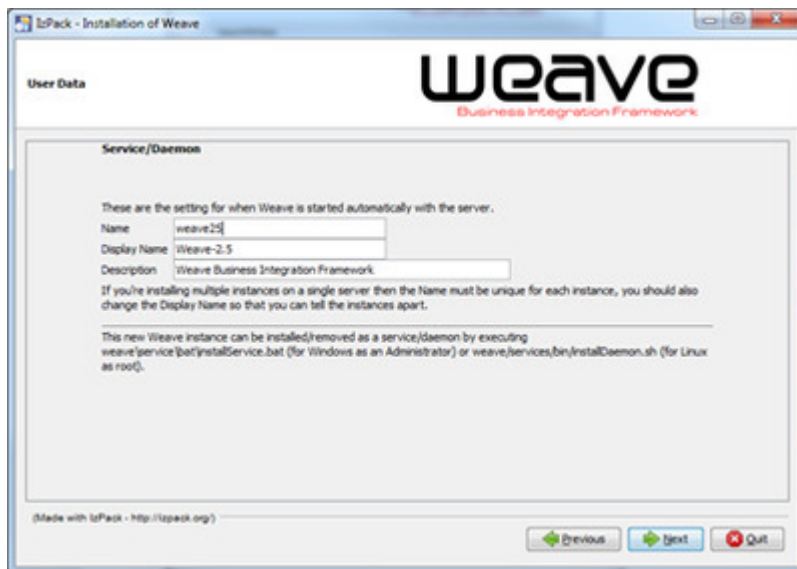 IzPack - Installation of Weave
User Data
weave
Business Integration Framework
Service/Daemon
These are the setting for when Weave is started automatically with the server.
Name weave25
Display Name Weave-2.5
Description Weave Business Integration Framework
If you're installing multiple instances on a single server then the Name must be unique for each instance, you should also
change the Display Name so that you can tell the instances apart.
This new Weave instance can be installed/removed as a service/daemon by executing
weave\service\bat\installService.bat (for Windows as an Administrator) or weave/services/bin/installDaemon.sh (for Linux
as root).
(Made with IzPack - http://izpack.org/)
Previous Next Quit